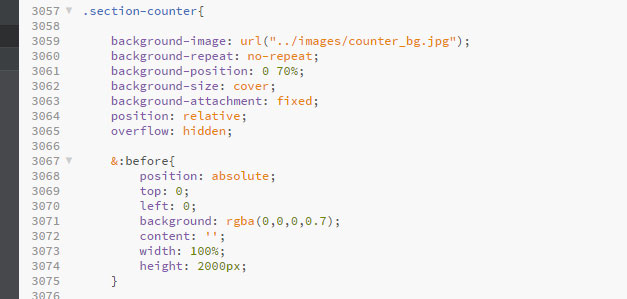 3057 .section-counter{
3058
3059 background-image: url("../images/counter_bg.jpg");
3060 background-repeat: no-repeat;
3061 background-position: 0 70%;
3062 background-size: cover;
3063 background-attachment: fixed;
3064 position: relative;
3065 overflow: hidden;
3066
3067 &:before{
3068 position: absolute;
3069 top: 0;
3070 left: 0;
3071 background: rgba(0,0,0,0.7);
3072 content: '';
3073 width: 100%;
3074 height: 2000px;
3075 }
3076